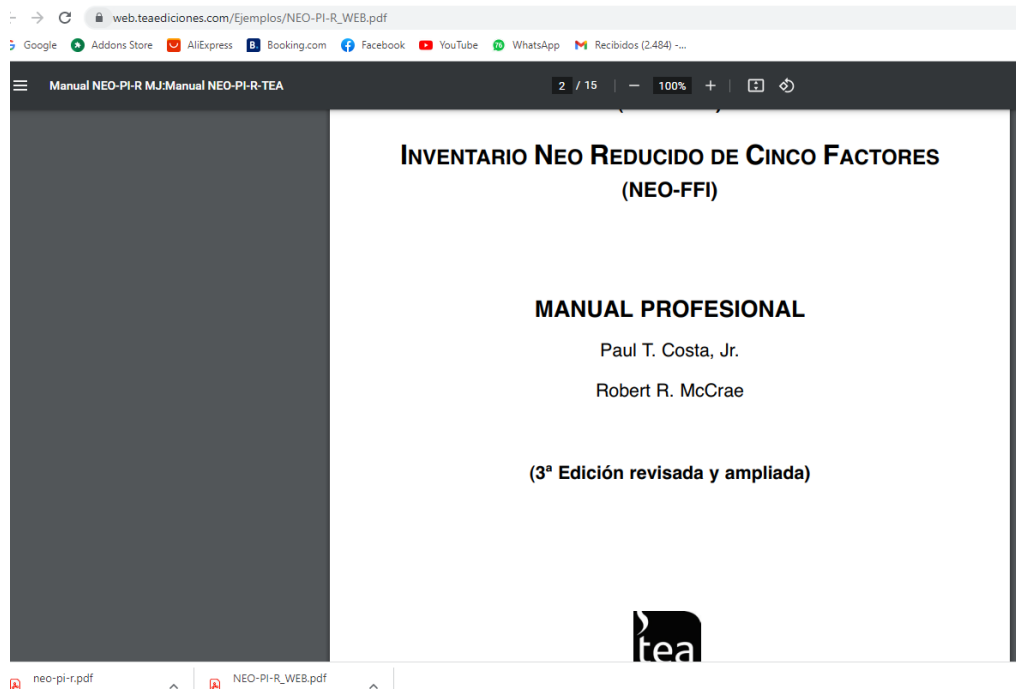 web.teaediciones.com/Ejemplos/NEO-PI-R_WEB.pdf
Google Addons Store AliExpress B. Booking.com Facebook YouTube 76 WhatsApp Recibidos (2.484) -...
Manual NEO-PI-R MJ:Manual NEO-PI-R-TEA 2 / 15 — 100% +
INVENTARIO NEO REDUCIDO DE CINCO FACTORES
(NEO-FFI)
MANUAL PROFESIONAL
Paul T. Costa, Jr.
Robert R. McCrae
(3ª Edición revisada y ampliada)
tea
neo-pi-r.pdf NEO-PI-R_WEB.pdf